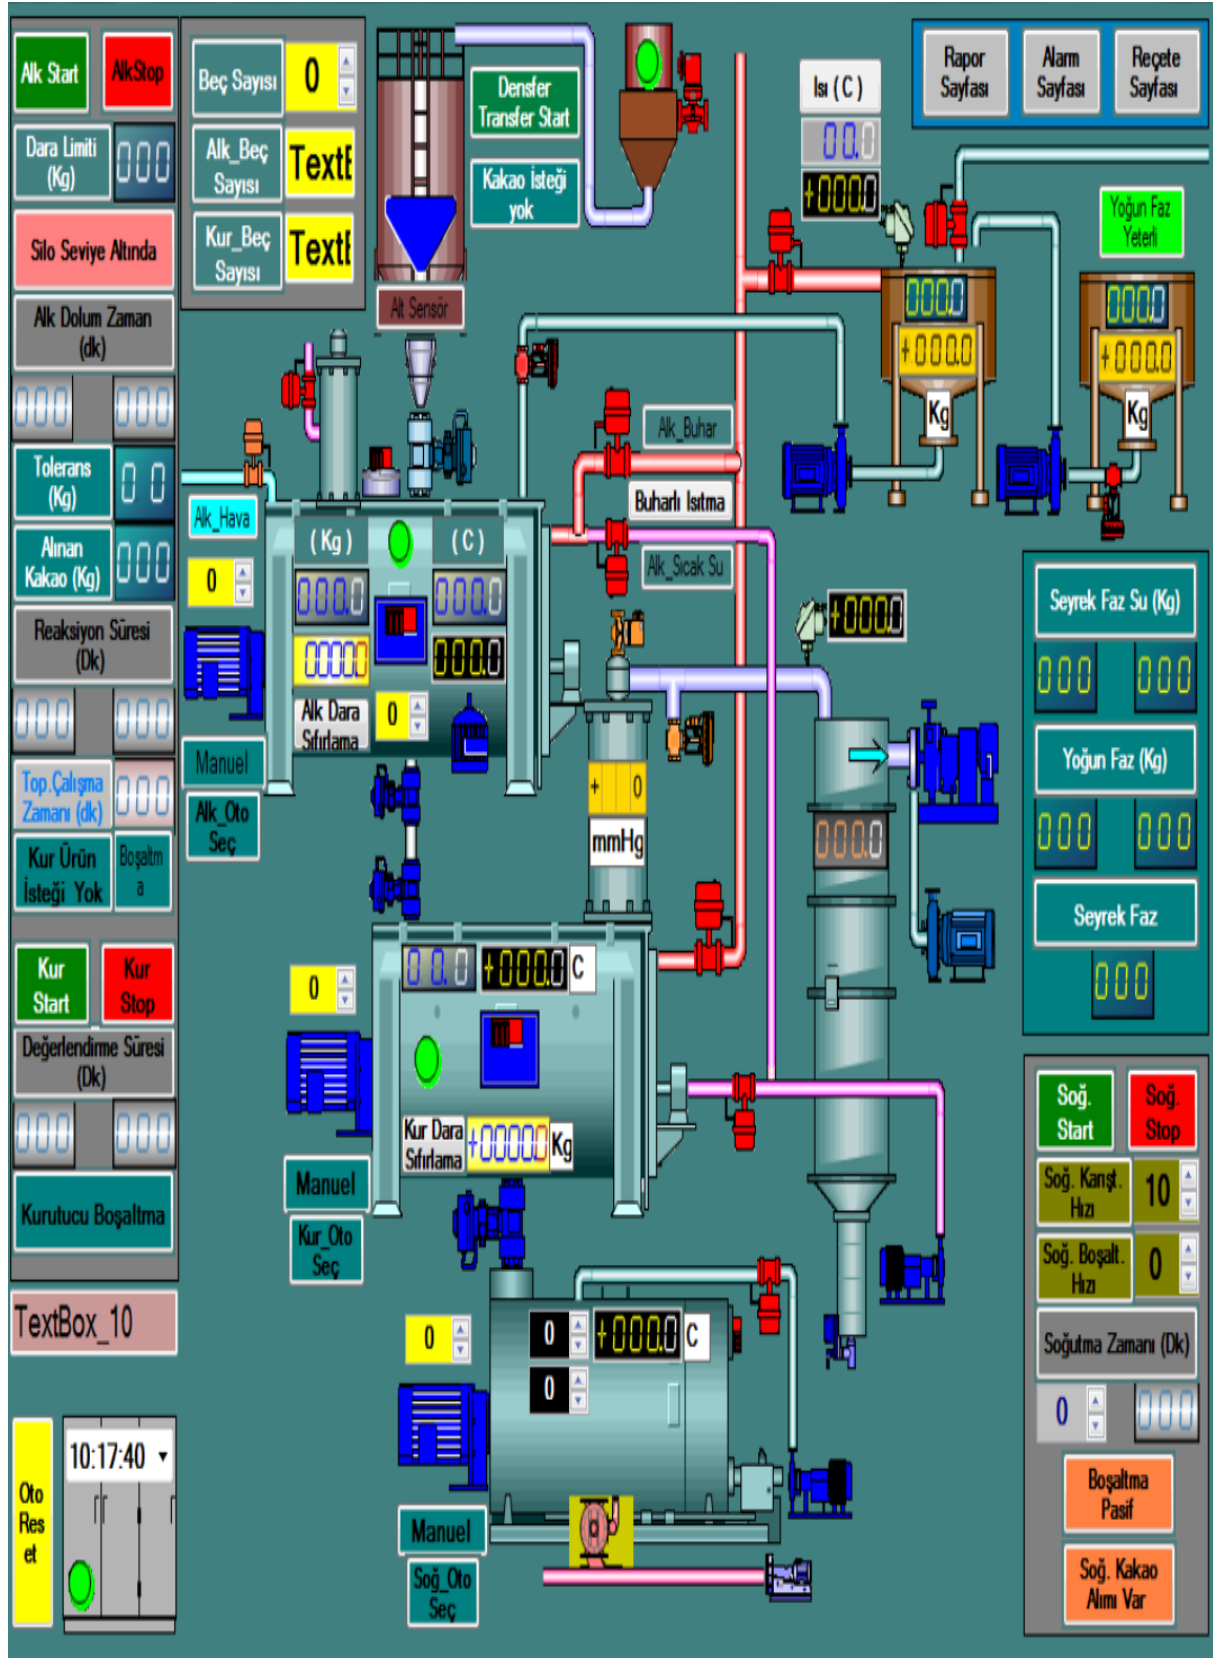 Alk Start
AlkStop
Dara Limiti
(Kg)
000
Silo Seviye Altında
Alk Dolum Zaman
(dk)
000
000
Tolerans
(Kg)
0 0
Alınan
Kakao (Kg)
000
Reaksiyon Süresi
(Dk)
000
000
Top.Çalışma
Zamanı (dk)
000
Kur Ürün
İsteği Yok
Boşaltm
a
Kur
Start
Kur
Stop
Değerlendirme Süresi
(Dk)
000
000
Kurutucu Boşaltma
TextBox_10
Oto
Res
et
10:17:40
Beç Sayısı
0
Alk_Beç
Sayısı
TextE
Kur_Beç
Sayısı
TextE
Alt Sensör
Densfer
Transfer Start
Kakao İsteği
yok
Isı ( C )
00.0
+000.0
Rapor
Sayfası
Alarm
Sayfası
Reçete
Sayfası
Yoğun Faz
Yeterli
000.0
+000.0
Kg
000.0
+000.0
Kg
Alk_Buhar
Buharlı Isıtma
Alk_Sıcak Su
Alk_Hava
0
( Kg )
( C )
000.0
000.0
0000.0
000.0
Alk Dara
Sıfırlama
0
Manuel
Alk_Oto
Seç
+ 0
mmHg
+000.0
000.0
Seyrek Faz Su (Kg)
000
000
Yoğun Faz (Kg)
000
000
Seyrek Faz
000
0
00.0
+000.0
C
Kur Dara
Sıfırlama
+0000.0
Kg
Manuel
Kur_Oto
Seç
0
0
+000.0
C
0
Manuel
Soğ_Oto
Seç
Soğ.
Start
Soğ.
Stop
Soğ. Karışt.
Hızı
10
Soğ. Boşalt.
Hızı
0
Soğutma Zamanı (Dk)
0
000
Boşaltma
Pasif
Soğ. Kakao
Alımı Var